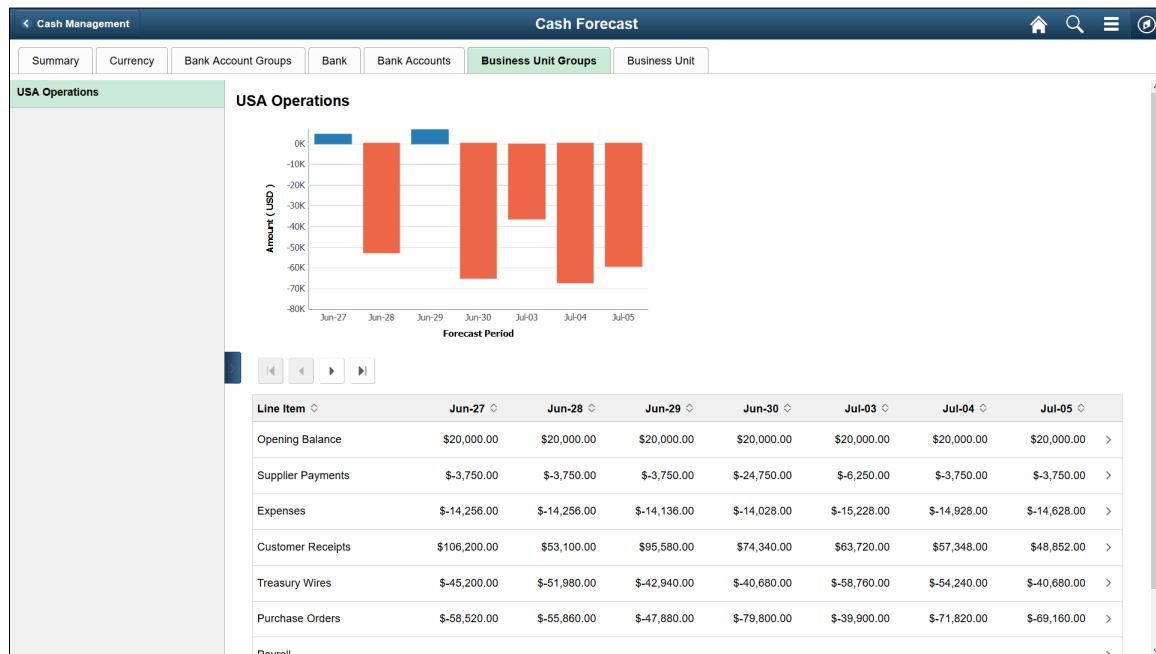 Cash Management
Cash Forecast
Summary Currency Bank Account Groups Bank Bank Accounts Business Unit Groups Business Unit
USA Operations
USA Operations
0K
-10K
-20K
-30K
-40K
-50K
-60K
-70K
-80K
Amount ( USD )
Jun-27 Jun-28 Jun-29 Jun-30 Jul-03 Jul-04 Jul-05
Forecast Period
Line Item Jun-27 Jun-28 Jun-29 Jun-30 Jul-03 Jul-04 Jul-05
Opening Balance $20,000.00 $20,000.00 $20,000.00 $20,000.00 $20,000.00 $20,000.00 $20,000.00
Supplier Payments $-3,750.00 $-3,750.00 $-3,750.00 $-24,750.00 $-6,250.00 $-3,750.00 $-3,750.00
Expenses $-14,256.00 $-14,256.00 $-14,136.00 $-14,028.00 $-15,228.00 $-14,928.00 $-14,628.00
Customer Receipts $106,200.00 $53,100.00 $95,580.00 $74,340.00 $63,720.00 $57,348.00 $48,852.00
Treasury Wires $-45,200.00 $-51,980.00 $-42,940.00 $-40,680.00 $-58,760.00 $-54,240.00 $-40,680.00
Purchase Orders $-58,520.00 $-55,860.00 $-47,880.00 $-79,800.00 $-39,900.00 $-71,820.00 $-69,160.00
Payroll